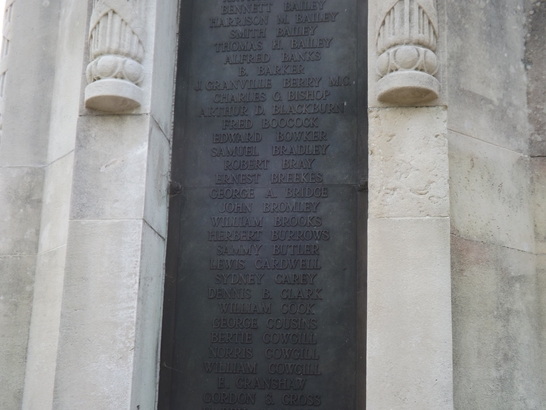 BENNETT BAILEY
HARRISON M. BAILEY
SMITH BAILEY
THOMAS H. BAILEY
ALFRED BANKS
B. BARKER
J. GRANVILLE BERRY M.C.
CHARLES G. BISHOP
ARTHUR D. BLACKBURN
FRED BOOCOCK
EDWARD BOWKER
SAMUEL BRADLEY
ROBERT BRAY
ERNEST BREEKES
GEORGE A. BRIDGE
JOHN BROMLEY
WILLIAM BROOKS
HERBERT BURROWS
SAMMY BUTLER
LEWIS CARDWELL
SYDNEY CAREY
DENNIS B. CLARK
WILLIAM COOK
GEORGE COUSINS
BERTIE COWGILL
NORRIS COWGILL
WILLIAM COWGILL
CRANSHAW
GORDON CROSS